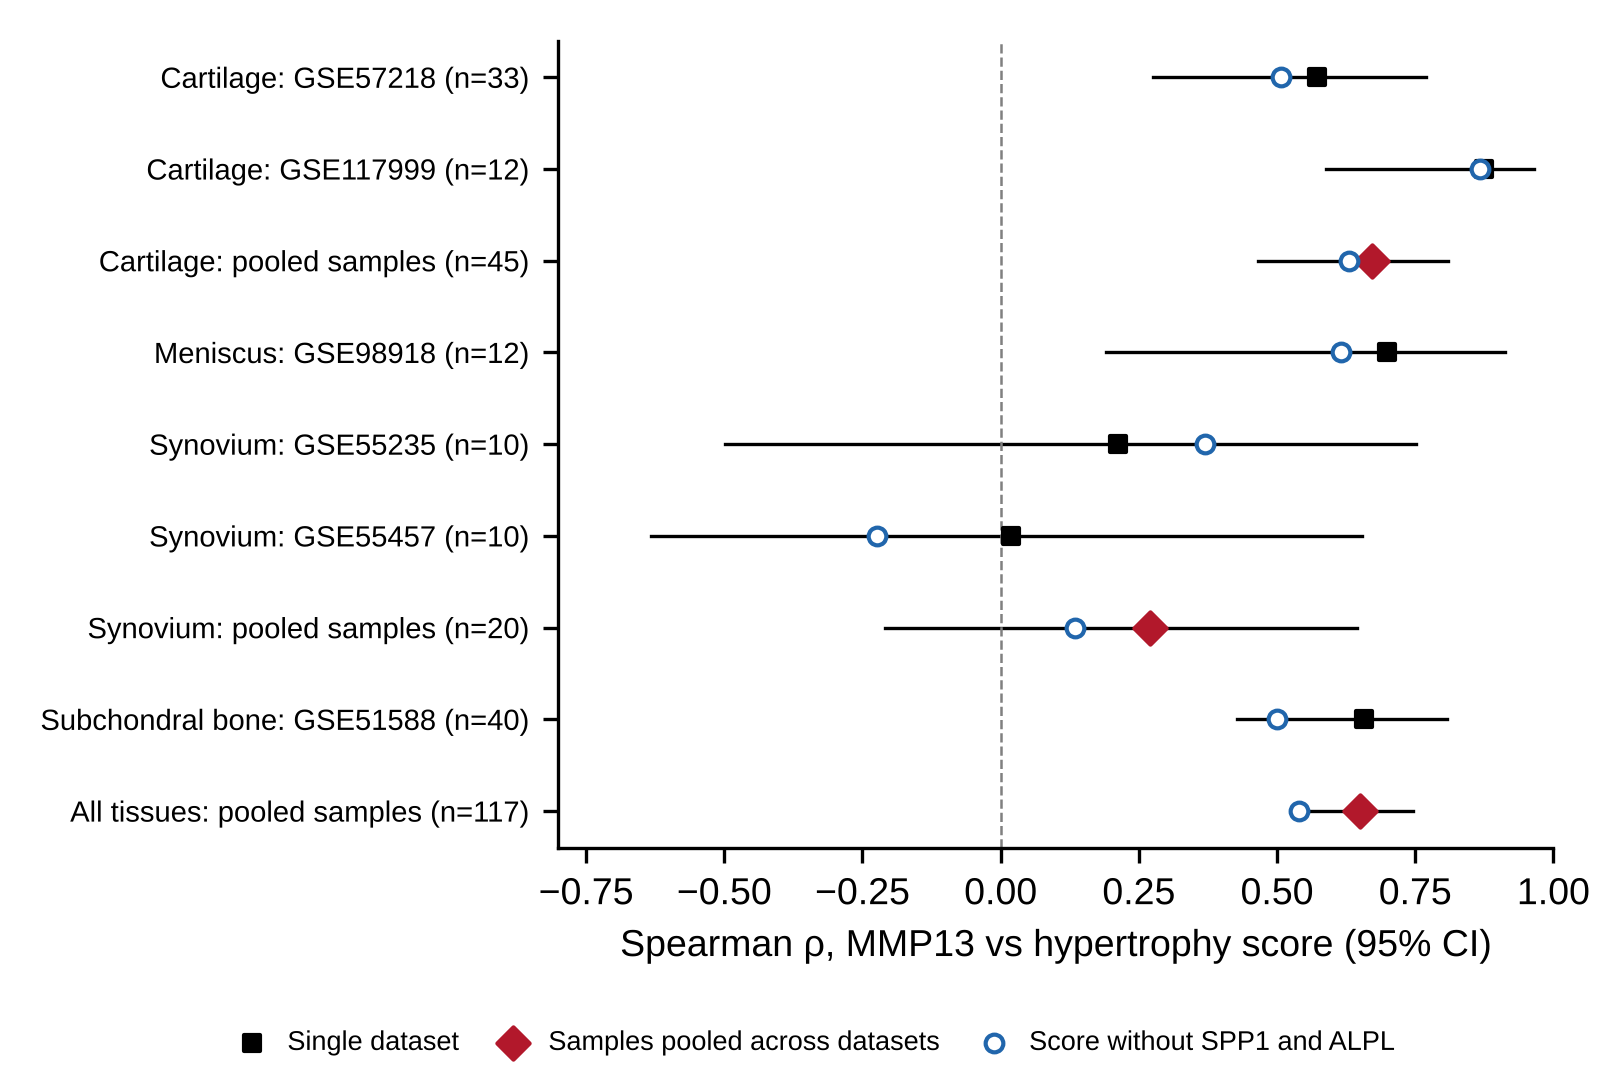 Cartilage: GSE57218 (n=33)
Cartilage: GSE117999 (n=12)
Cartilage: pooled samples (n=45)
Meniscus: GSE98918 (n=12)
Synovium: GSE55235 (n=10)
Synovium: GSE55457 (n=10)
Synovium: pooled samples (n=20)
Subchondral bone: GSE51588 (n=40)
All tissues: pooled samples (n=117)
−0.75 −0.50 −0.25 0.00 0.25 0.50 0.75 1.00
Spearman ρ, MMP13 vs hypertrophy score (95% CI)
Single dataset Samples pooled across datasets Score without SPP1 and ALPL